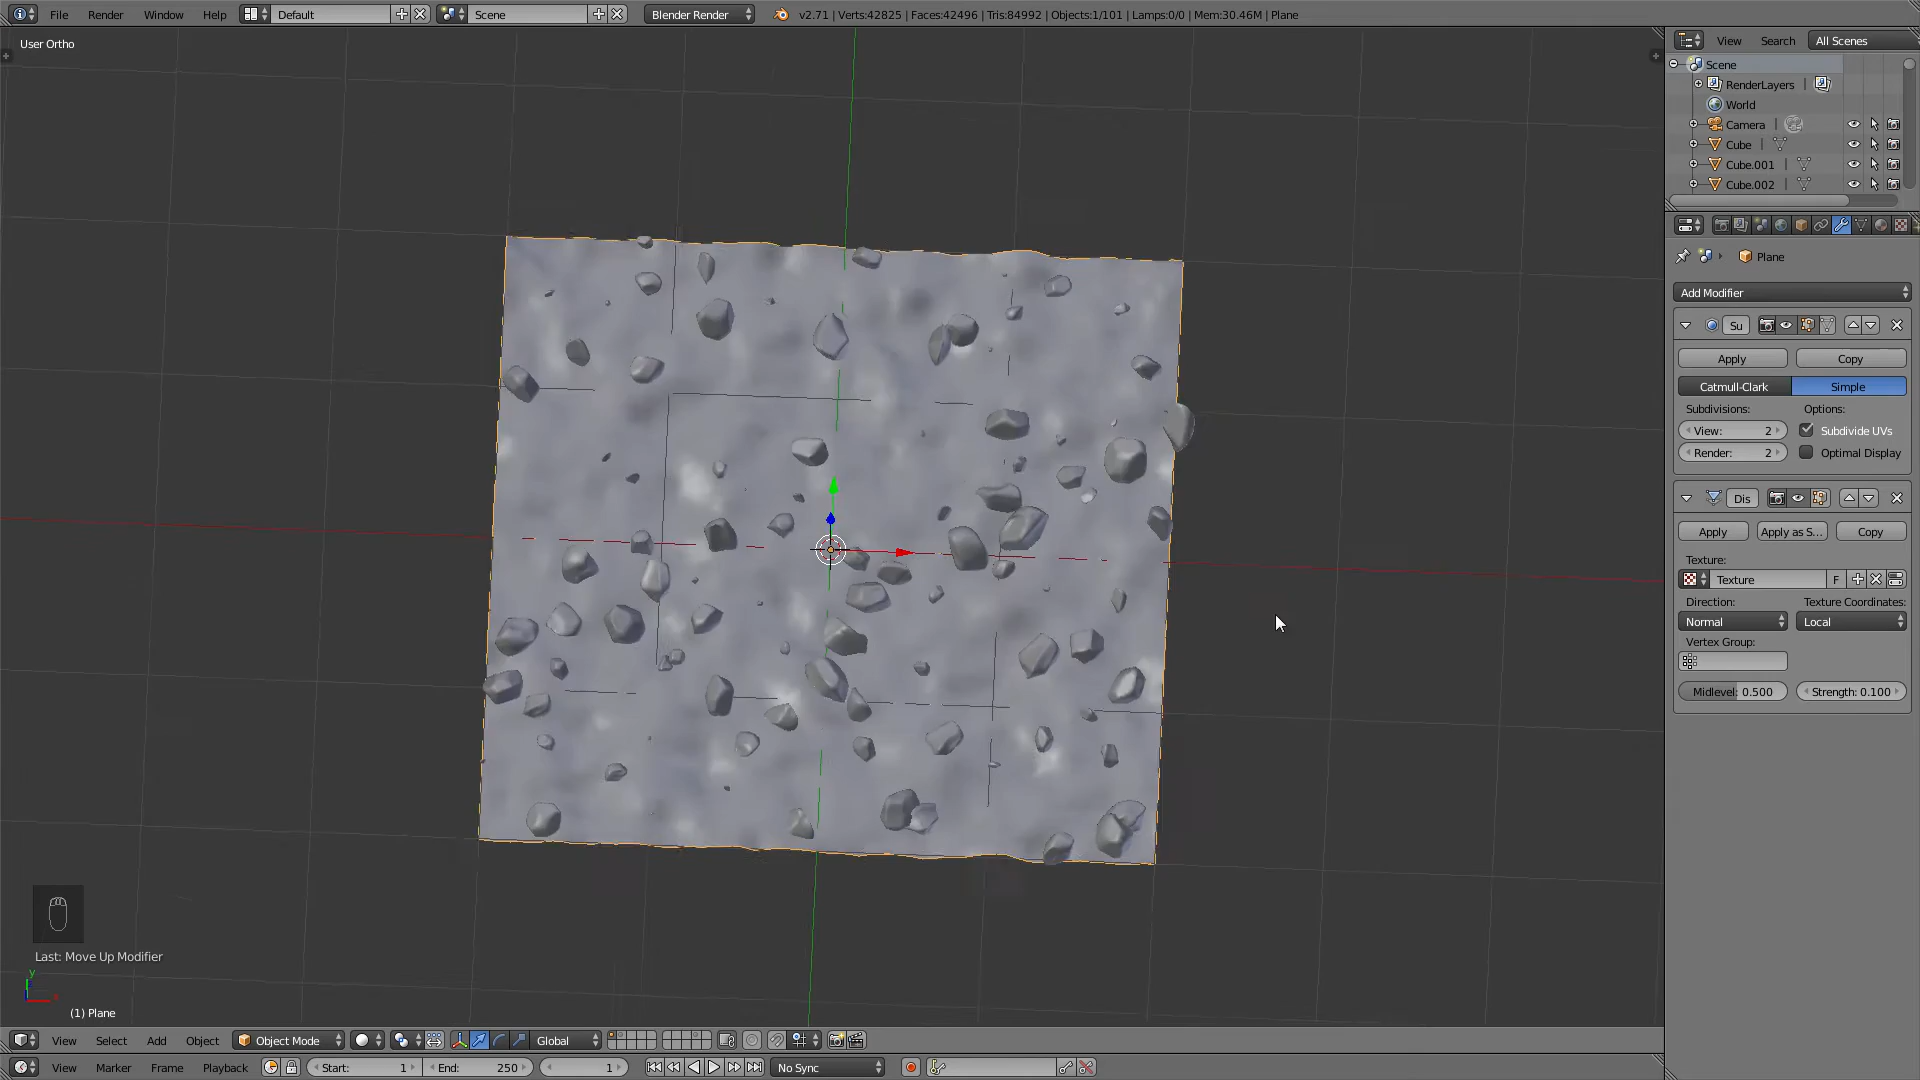 File Render Window Help Default Scene Blender Render v2.71 | Verts:42825 | Faces:42496 | Tris:84992 | Objects:1/101 | Lamps:0/0 | Mem:30.46M | Plane
User Ortho
View Search All Scenes
Scene
RenderLayers
World
Camera
Cube
Cube.001
Cube.002
Plane
Add Modifier
Su
Apply Copy
Catmull-Clark Simple
Subdivisions: Options:
View: 2 Subdivide UVs
Render: 2 Optimal Display
Dis
Apply Apply as S... Copy
Texture:
Texture F
Direction: Texture Coordinates:
Normal Local
Vertex Group:
Midlevel: 0.500 Strength: 0.100
Last: Move Up Modifier
y
x
(1) Plane
View Select Add Object Object Mode Global
View Marker Frame Playback Start: 1 End: 250 1 No Sync